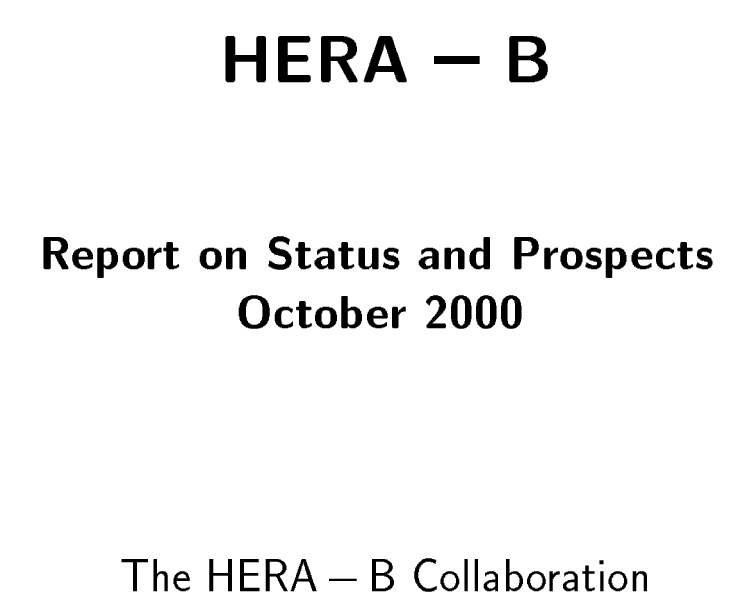 HERA – B
Report on Status and Prospects
October 2000
The HERA – B Collaboration